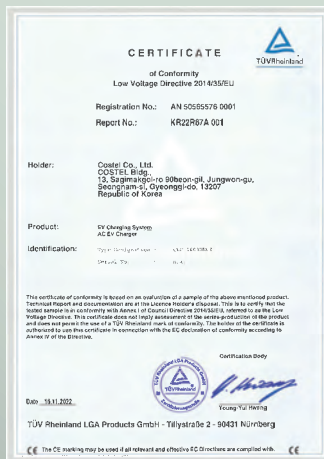 CERTIFICATE
TÜVRheinland
of Conformity
Low Voltage Directive 2014/35/EU
Registration No.: AN 50565576 0001
Report No.: KR22R67A 001
Holder: Costel Co., Ltd.
COSTEL Bldg.,
13, Sagimakgol-ro 90beon-gil, Jungwon-gu,
Seongnam-si, Gyeonggi-do, 13207
Republic of Korea
Product: EV Charging System
AC EV Charger
Identification: Type Designation :
Serial No. :
This certificate of conformity is based on an evaluation of a sample of the above mentioned product.
Technical Report and documentation are at the Licence Holder's disposal. This is to certify that the
tested sample is in conformity with Annex I of Council Directive 2014/35/EU, referred to as the Low
Voltage Directive. This certificate does not imply assessment of the series-production of the product
and does not permit the use of a TÜV Rheinland mark of conformity. The holder of the certificate is
authorized to use this certificate in connection with the EC declaration of conformity according to
Annex IV of the Directive.
Certification Body
TÜVRheinland
Date 16.11.2022
Young-Yul Hwang
TÜV Rheinland LGA Products GmbH - Tillystraße 2 - 90431 Nürnberg
CE The CE marking may be used if all relevant and effective EC Directives are complied with. CE